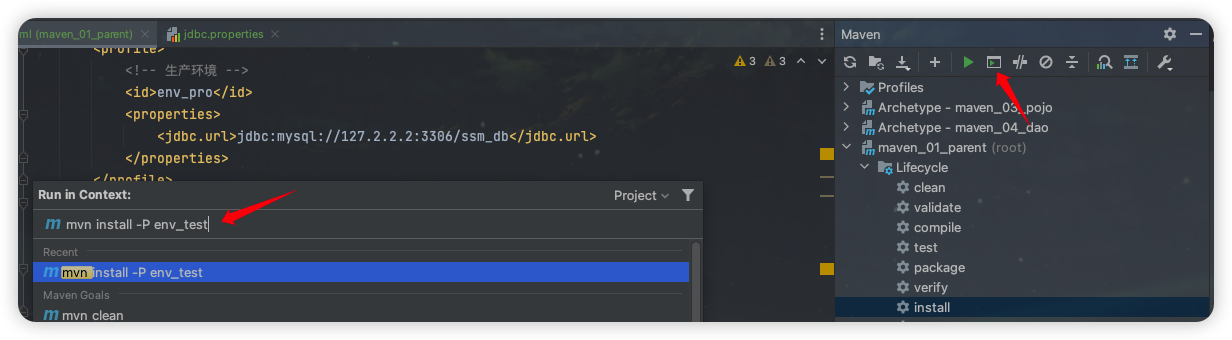 ml (maven_01_parent)
jdbc.properties
<profile>
<!-- 生产环境 -->
<id>env_pro</id>
<properties>
<jdbc.url>jdbc:mysql://127.2.2.2:3306/ssm_db</jdbc.url>
</properties>
</profile>
3 3
Run in Context:
Project
m mvn install -P env_test
Recent
m mvn install -P env_test
Maven Goals
m mvn clean
Maven
Profiles
Archetype - maven_03_pojo
Archetype - maven_04_dao
maven_01_parent (root)
Lifecycle
clean
validate
compile
test
package
verify
install